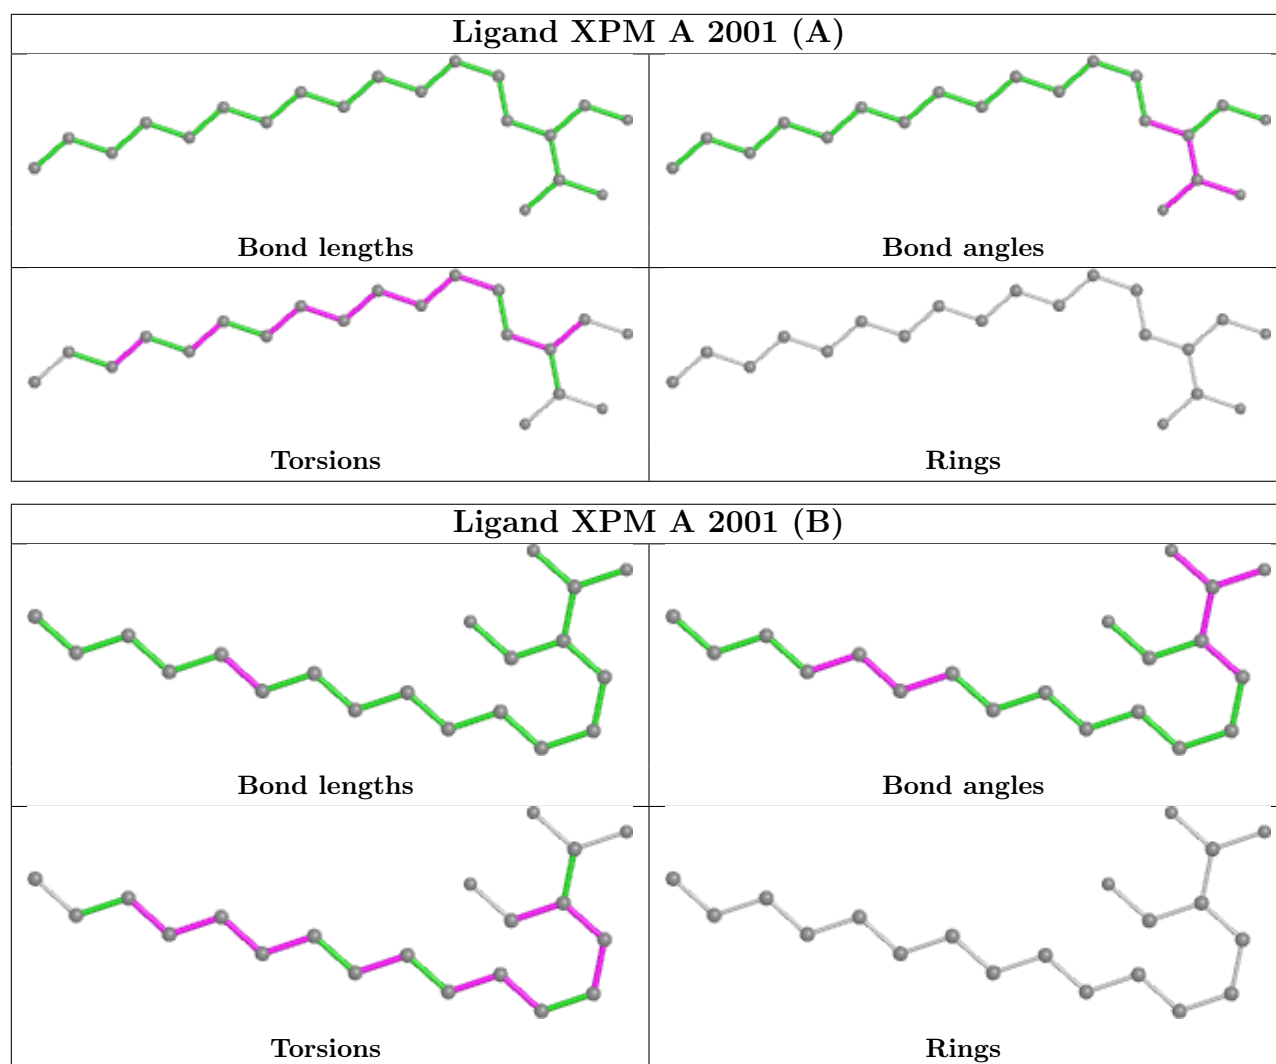 Ligand XPM A 2001 (A)
Bond lengths
Bond angles
Torsions
Rings
Ligand XPM A 2001 (B)
Bond lengths
Bond angles
Torsions
Rings